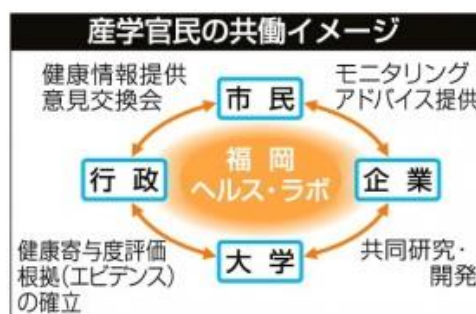 産学官民の共働イメージ
健康情報提供
意見交換会
モニタリング
アドバイス提供
市民
行政
福岡
ヘルス・ラボ
企業
大学
健康寄与度評価
根拠(エビデンス)
の確立
共同研究・
開発